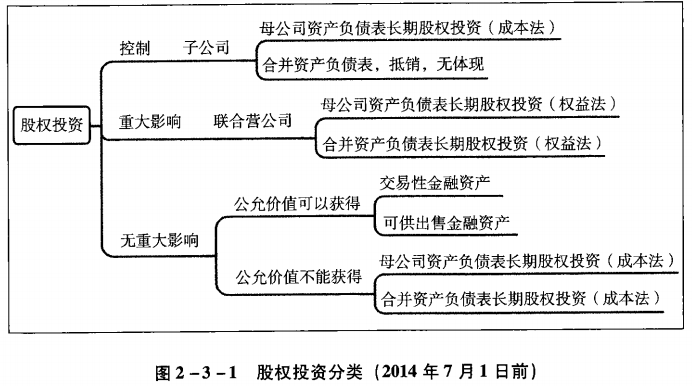 股权投资
控制 子公司
母公司资产负债表长期股权投资（成本法）
合并资产负债表，抵销，无体现
重大影响 联合营公司
母公司资产负债表长期股权投资（权益法）
合并资产负债表长期股权投资（权益法）
无重大影响
公允价值可以获得
交易性金融资产
可供出售金融资产
公允价值不能获得
母公司资产负债表长期股权投资（成本法）
合并资产负债表长期股权投资（成本法）
图2-3-1 股权投资分类（2014年7月1日前）